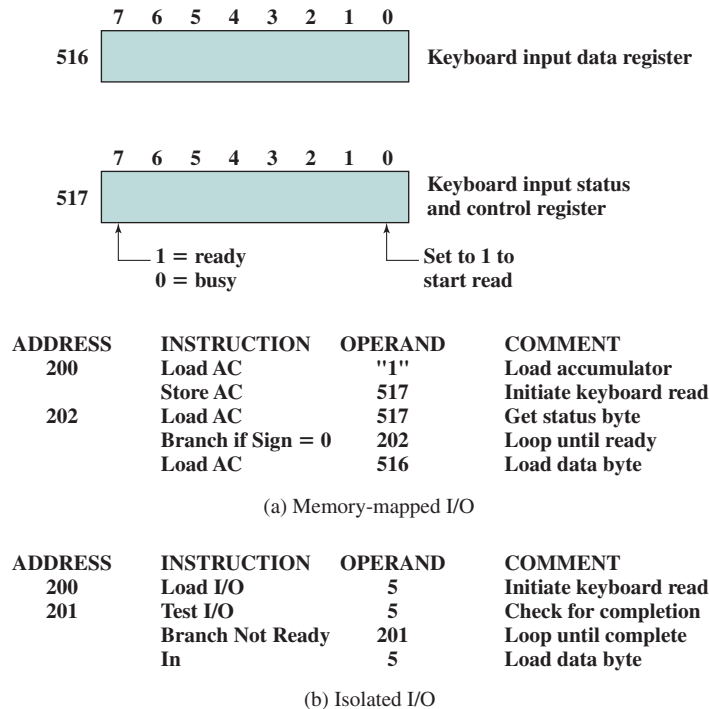 7 6 5 4 3 2 1 0
516 Keyboard input data register
7 6 5 4 3 2 1 0
517 Keyboard input status
and control register
1 = ready Set to 1 to
0 = busy start read
ADDRESS INSTRUCTION OPERAND COMMENT
200 Load AC "1" Load accumulator
Store AC 517 Initiate keyboard read
202 Load AC 517 Get status byte
Branch if Sign = 0 202 Loop until ready
Load AC 516 Load data byte
(a) Memory-mapped I/O
ADDRESS INSTRUCTION OPERAND COMMENT
200 Load I/O 5 Initiate keyboard read
201 Test I/O 5 Check for completion
Branch Not Ready 201 Loop until complete
In 5 Load data byte
(b) Isolated I/O